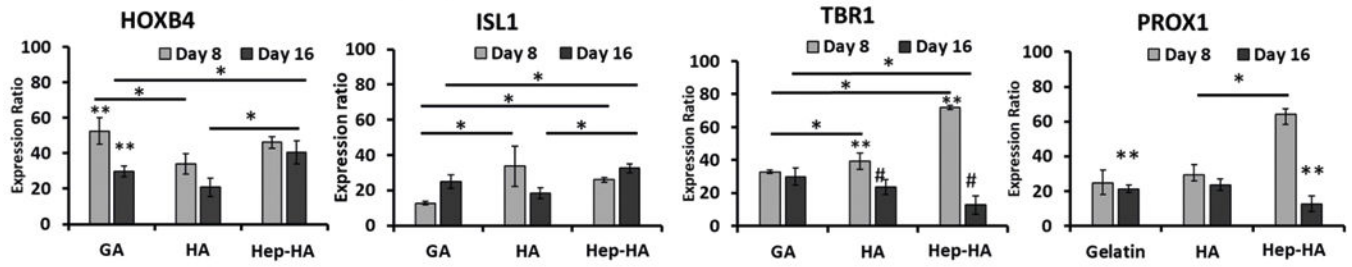 HOXB4
Day 8 Day 16
Expression Ratio
100
80
60
40
20
0
*
*
*
**
**
GA HA Hep-HA
ISL1
Day 8 Day 16
Expression ratio
100
80
60
40
20
0
*
*
*
*
GA HA Hep-HA
TBR1
Day 8 Day 16
Expression Ratio
100
80
60
40
20
0
*
*
*
**
**
#
#
GA HA Hep-HA
PROX1
Day 8 Day 16
Expression Ratio
100
80
60
40
20
0
*
**
**
Gelatin HA Hep-HA